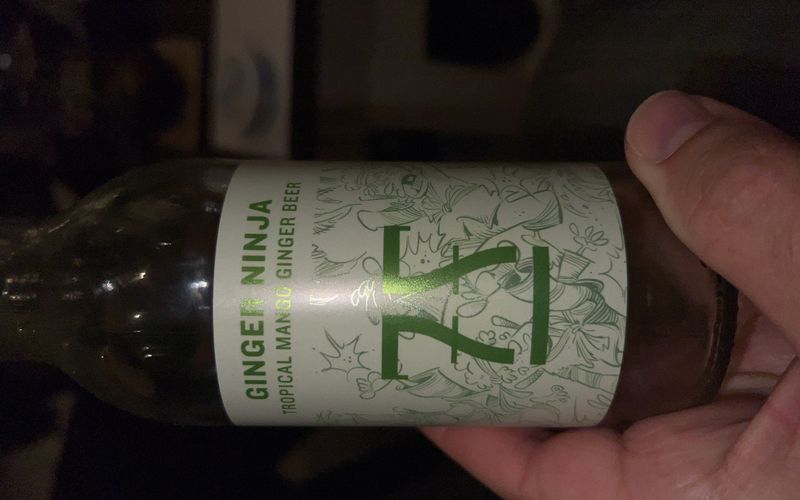 GINGER NINJA
TROPICAL MANGO GINGER BEER